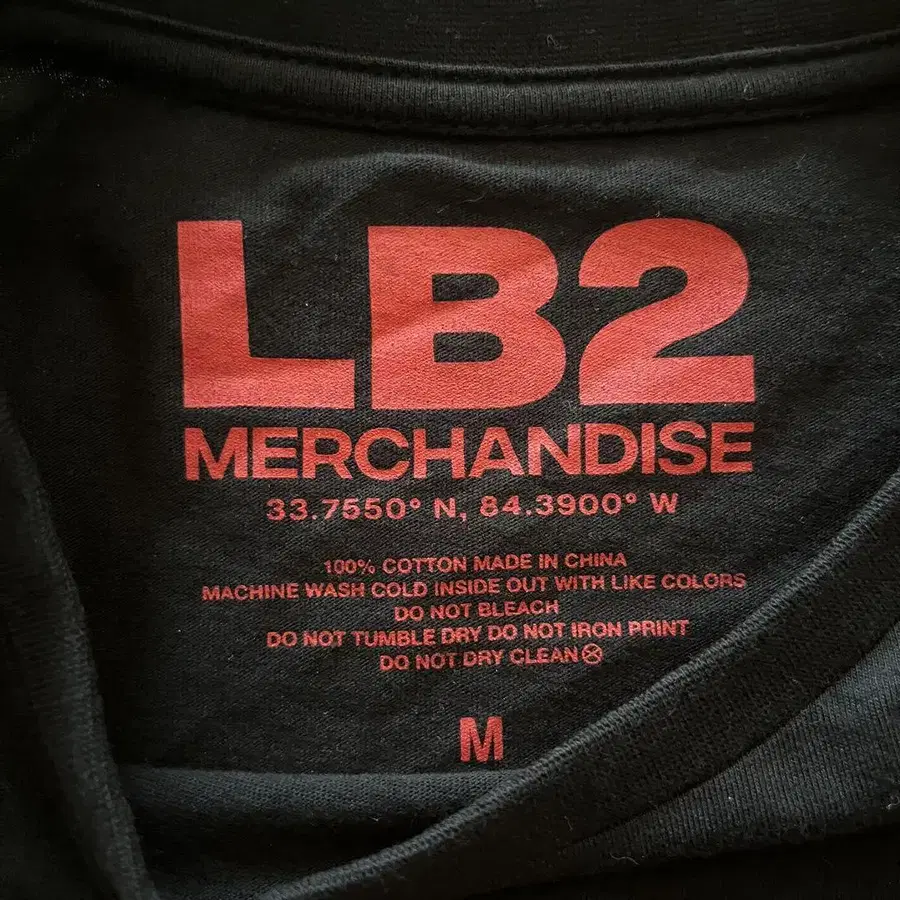 LB2
MERCHANDISE
33.7550° N, 84.3900° W
100% COTTON MADE IN CHINA
MACHINE WASH COLD INSIDE OUT WITH LIKE COLORS
DO NOT BLEACH
DO NOT TUMBLE DRY DO NOT IRON PRINT
DO NOT DRY CLEAN
M